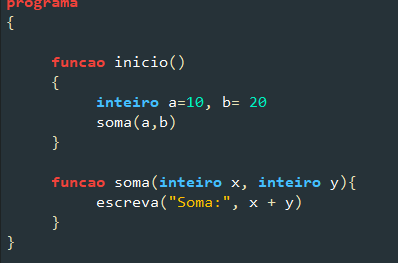 programa
{
funcao inicio()
{
inteiro a=10, b= 20
soma(a,b)
}
funcao soma(inteiro x, inteiro y){
escreva("Soma:", x + y)
}
}